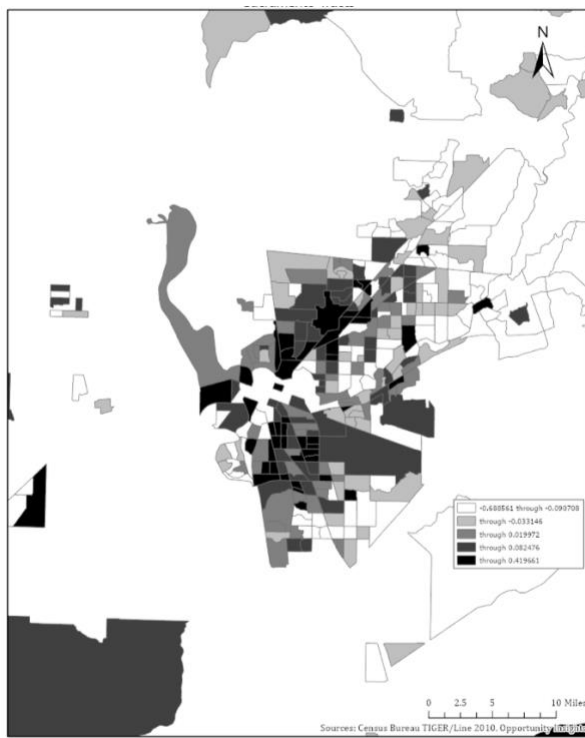 N
-0.688561 through -0.090708
through -0.033146
through 0.019972
through 0.082476
through 0.419661
0 2.5 5 10 Miles
Sources: Census Bureau TIGER/Line 2010, Opportunity Insights